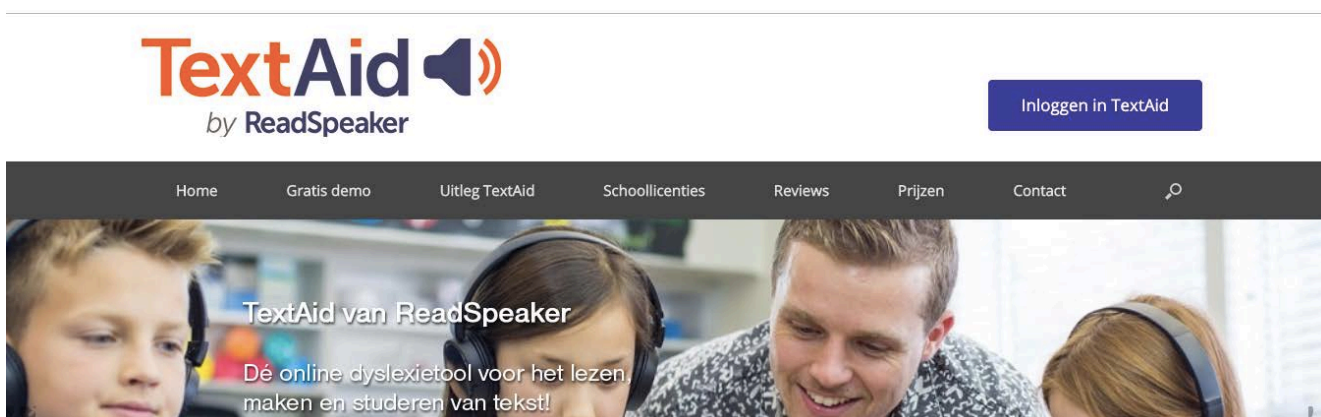 TextAid
by ReadSpeaker
Inloggen in TextAid
Home Gratis demo Uitleg TextAid Schoollicenties Reviews Prijzen Contact
TextAid van ReadSpeaker
Dé online dyslexietool voor het lezen,
maken en studeren van tekst!